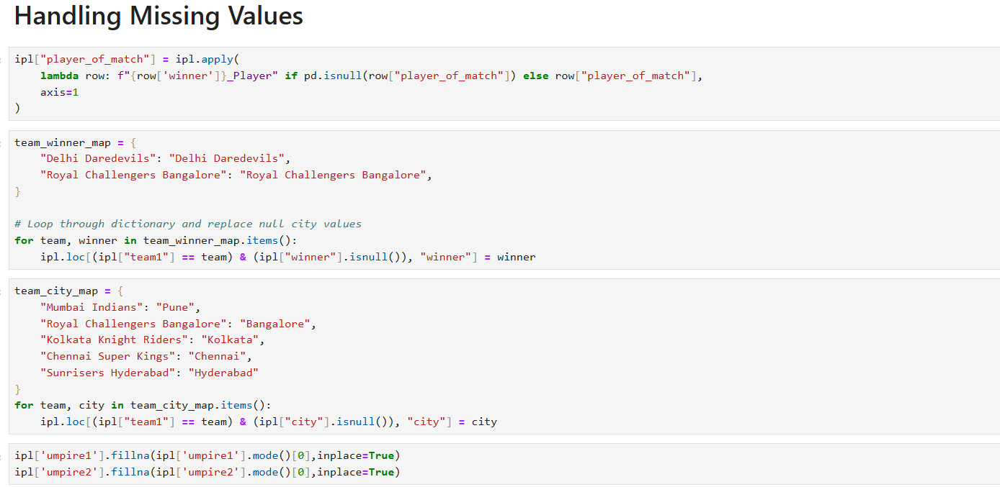 Handling Missing Values
ipl["player_of_match"] = ipl.apply(
    lambda row: f"{row['winner']}_Player" if pd.isnull(row["player_of_match"]) else row["player_of_match"],
    axis=1
)
team_winner_map = {
    "Delhi Daredevils": "Delhi Daredevils",
    "Royal Challengers Bangalore": "Royal Challengers Bangalore",
}
# Loop through dictionary and replace null city values
for team, winner in team_winner_map.items():
    ipl.loc[(ipl["team1"] == team) & (ipl["winner"].isnull()), "winner"] = winner
team_city_map = {
    "Mumbai Indians": "Pune",
    "Royal Challengers Bangalore": "Bangalore",
    "Kolkata Knight Riders": "Kolkata",
    "Chennai Super Kings": "Chennai",
    "Sunrisers Hyderabad": "Hyderabad"
}
for team, city in team_city_map.items():
    ipl.loc[(ipl["team1"] == team) & (ipl["city"].isnull()), "city"] = city
ipl['umpire1'].fillna(ipl['umpire1'].mode()[0],inplace=True)
ipl['umpire2'].fillna(ipl['umpire2'].mode()[0],inplace=True)